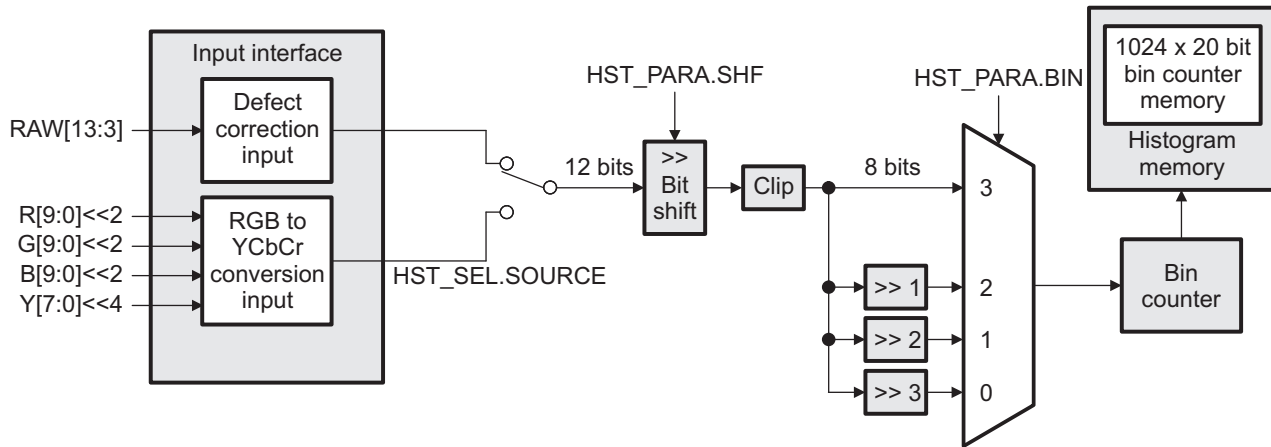 Input interface
RAW[13:3]
Defect
correction
input
R[9:0]<<2
G[9:0]<<2
B[9:0]<<2
Y[7:0]<<4
RGB to
YCbCr
conversion
input
HST_SEL.SOURCE
12 bits
HST_PARA.SHF
>>
Bit
shift
Clip
8 bits
>> 1
>> 2
>> 3
HST_PARA.BIN
3
2
1
0
Bin
counter
1024 x 20 bit
bin counter
memory
Histogram
memory